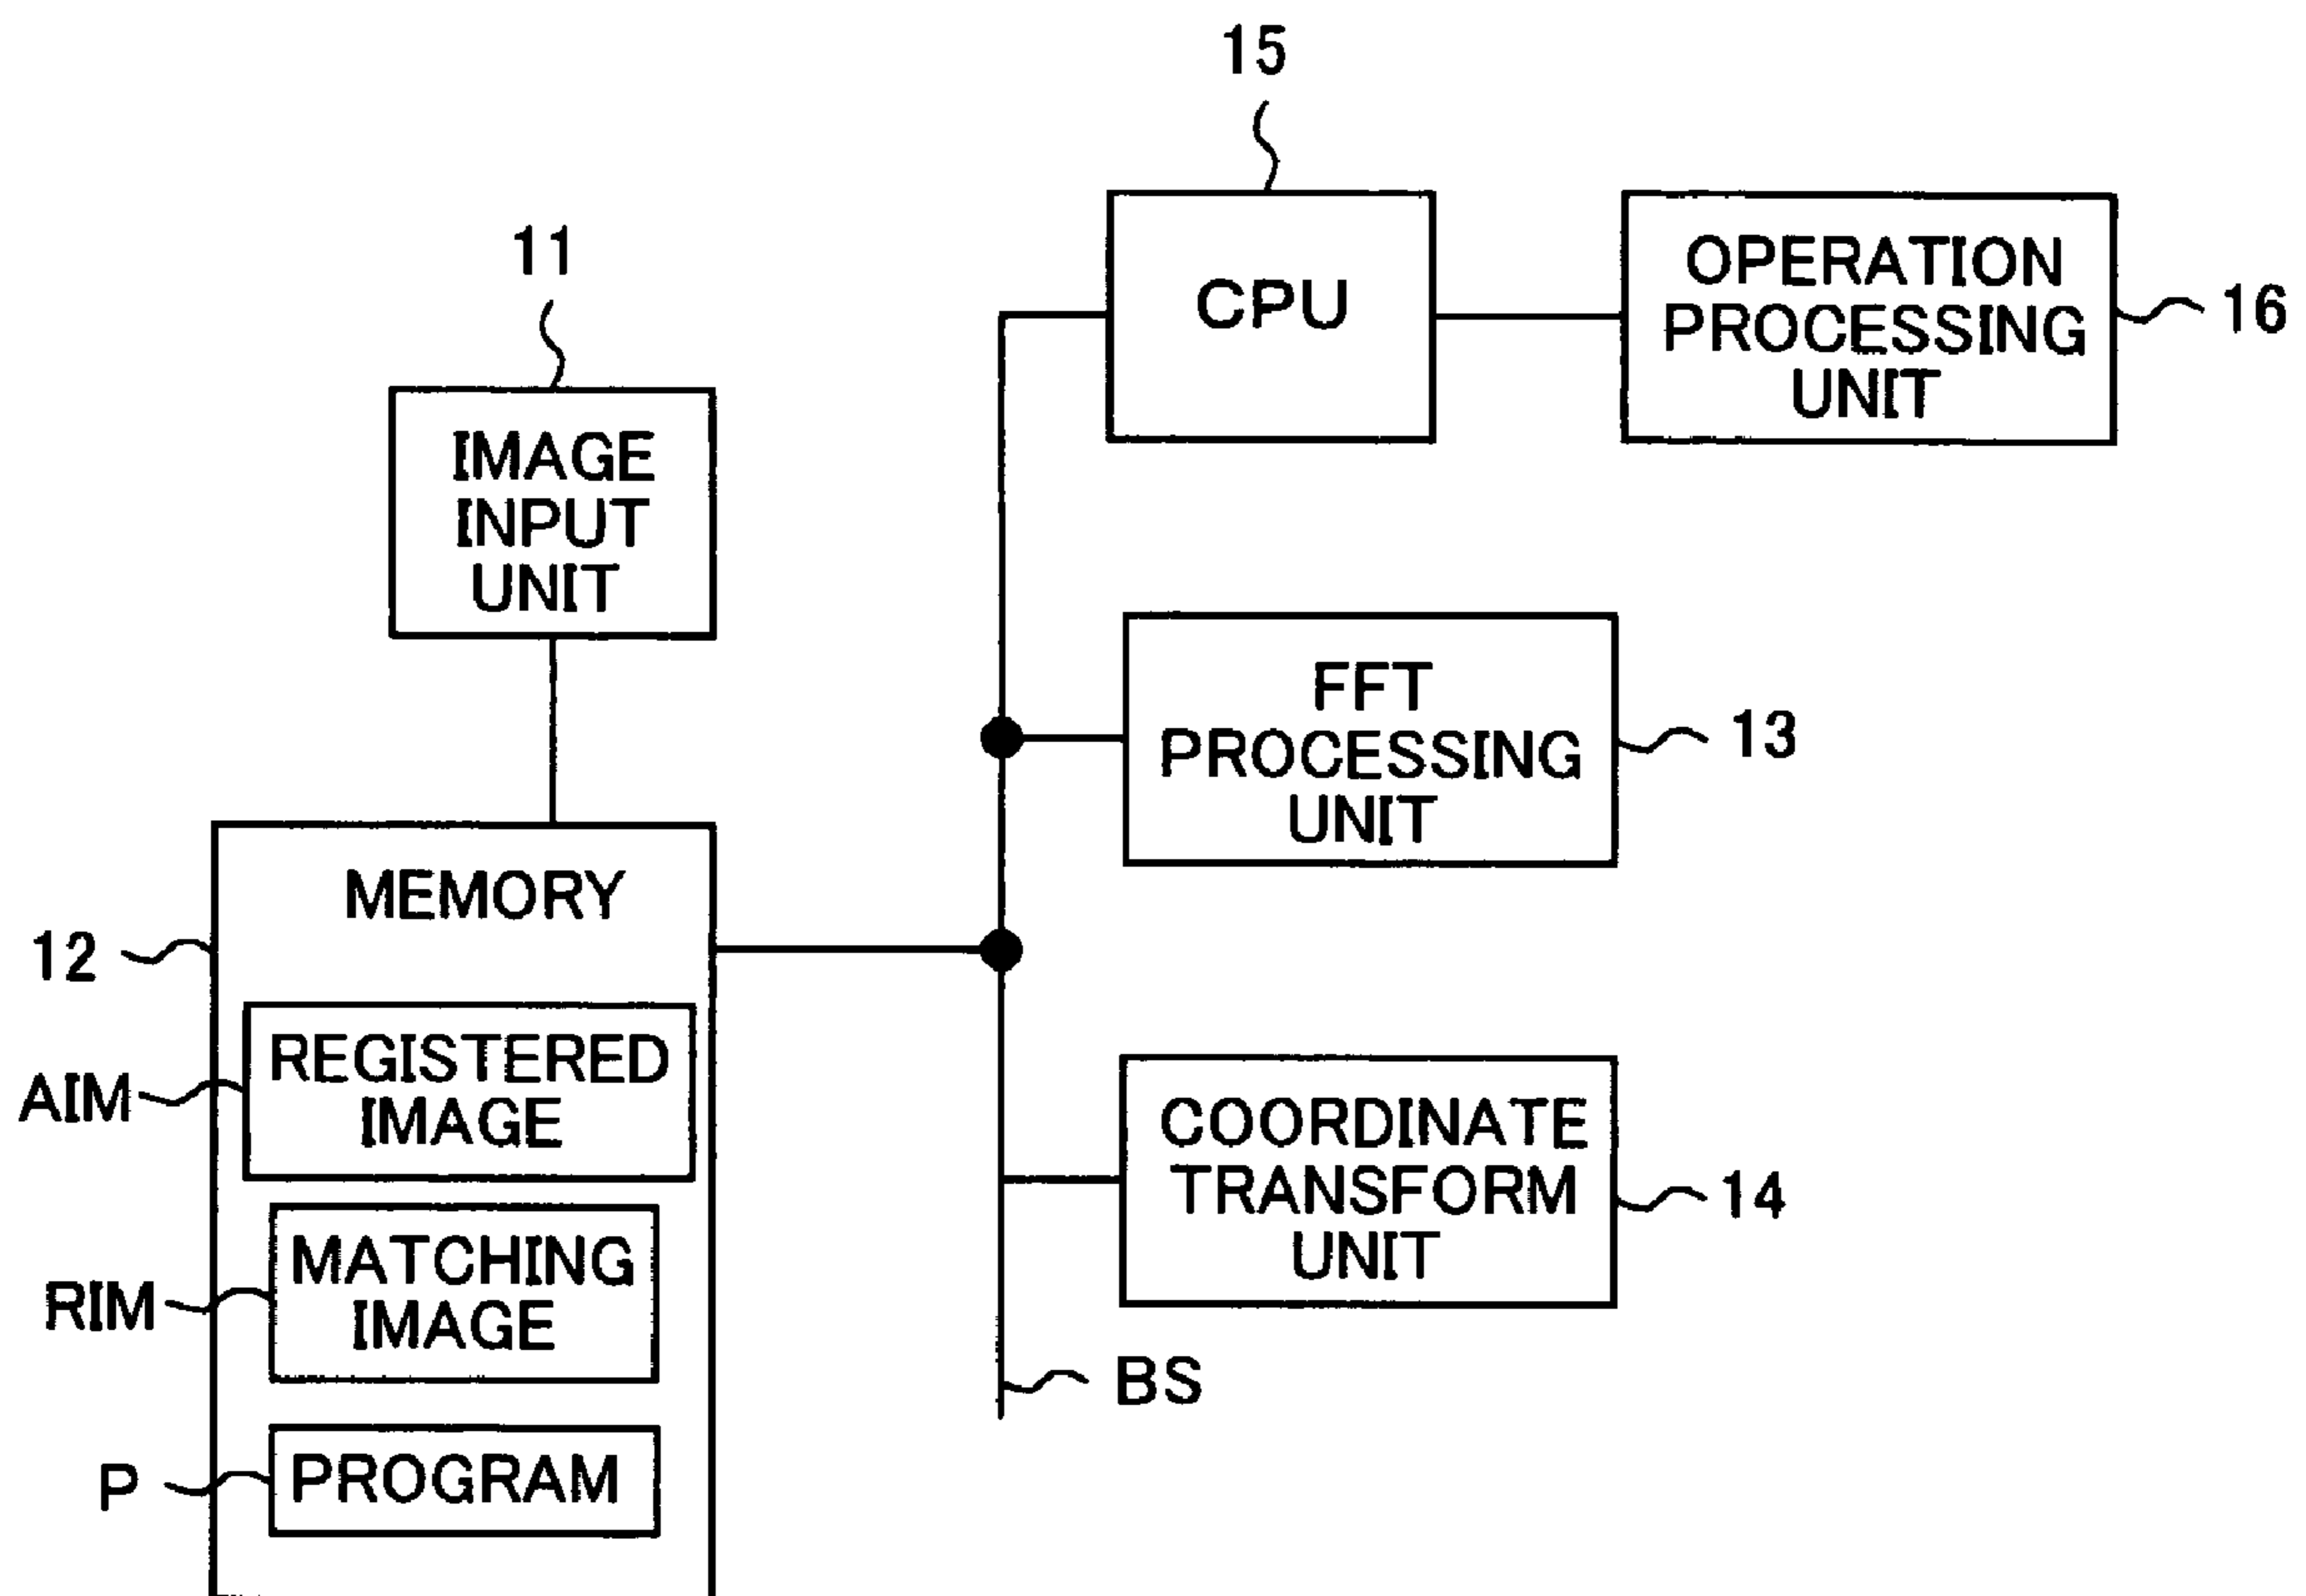 15
11
CPU
OPERATION
PROCESSING
UNIT
16
IMAGE
INPUT
UNIT
FFT
PROCESSING
UNIT
13
MEMORY
12
REGISTERED
IMAGE
AIM
COORDINATE
TRANSFORM
UNIT
14
MATCHING
IMAGE
RIM
BS
PROGRAM
P